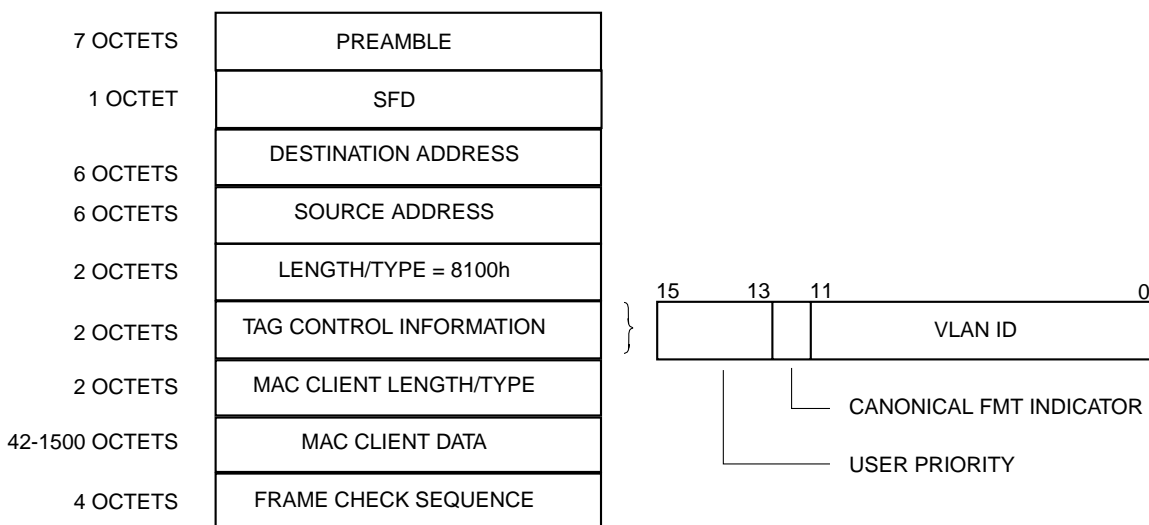 7 OCTETS PREAMBLE
1 OCTET SFD
DESTINATION ADDRESS
6 OCTETS
6 OCTETS SOURCE ADDRESS
2 OCTETS LENGTH/TYPE = 8100h
15 13 11 0
2 OCTETS TAG CONTROL INFORMATION } VLAN ID
2 OCTETS MAC CLIENT LENGTH/TYPE
CANONICAL FMT INDICATOR
42-1500 OCTETS MAC CLIENT DATA
USER PRIORITY
4 OCTETS FRAME CHECK SEQUENCE